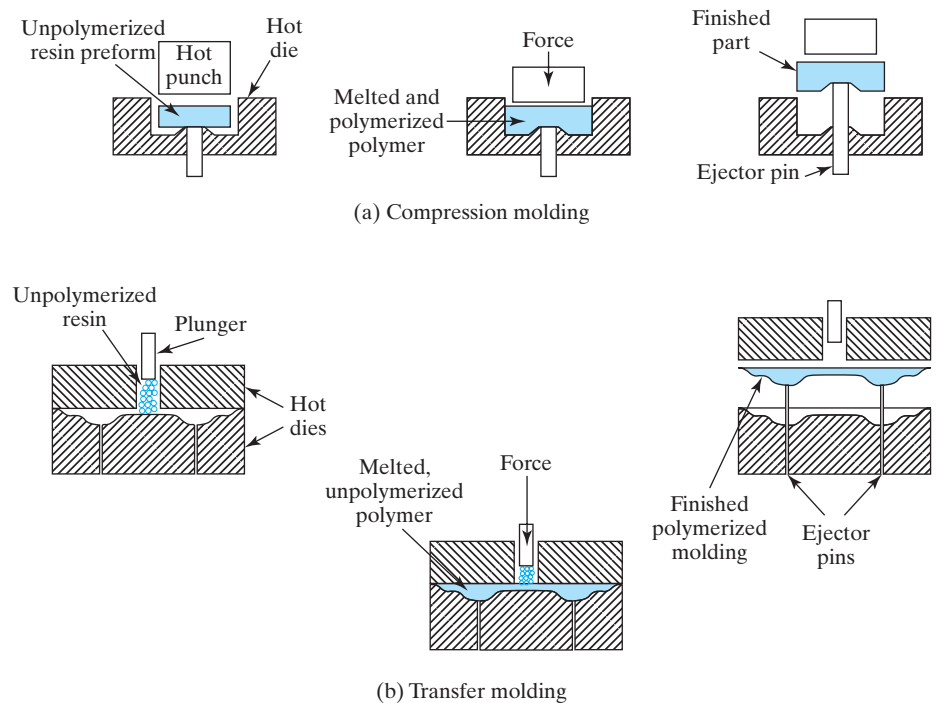 Unpolymerized
resin preform
Hot
punch
Hot
die
Force
Melted and
polymerized
polymer
Finished
part
Ejector pin
(a) Compression molding
Unpolymerized
resin
Plunger
Hot
dies
Melted,
unpolymerized
polymer
Force
Finished
polymerized
molding
Ejector
pins
(b) Transfer molding